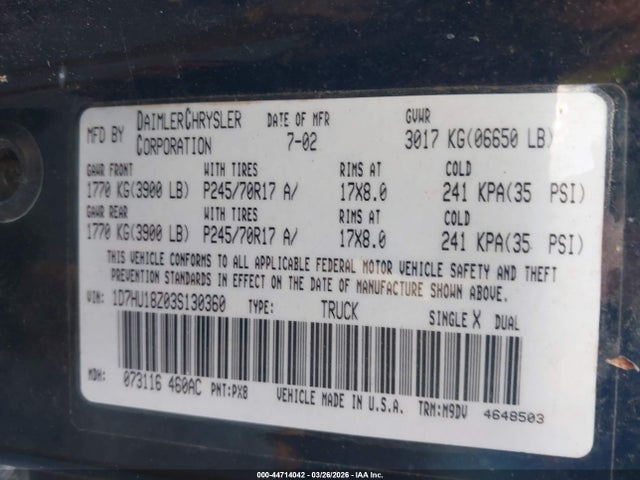 MFD BY DAIMLERCHRYSLER CORPORATION DATE OF MFR 7-02 GVWR 3017 KG(06650 LB)
GAWR FRONT WITH TIRES RIMS AT COLD
1770 KG(3900 LB) P245/70R17 A/ 17X8.0 241 KPA(35 PSI)
GAWR REAR WITH TIRES RIMS AT COLD
1770 KG(3900 LB) P245/70R17 A/ 17X8.0 241 KPA(35 PSI)
THIS VEHICLE CONFORMS TO ALL APPLICABLE FEDERAL MOTOR VEHICLE SAFETY AND THEFT
PREVENTION STANDARDS IN EFFECT ON THE DATE OF MANUFACTURE SHOWN ABOVE.
VIN: 1D7HU18Z03S130360 TYPE: TRUCK SINGLE X DUAL
MDH: 073116 460AC PNT:PX8 VEHICLE MADE IN U.S.A. TRM:M9DV 4648503
000-44714042 | 03/26/2026 | IAA Inc.